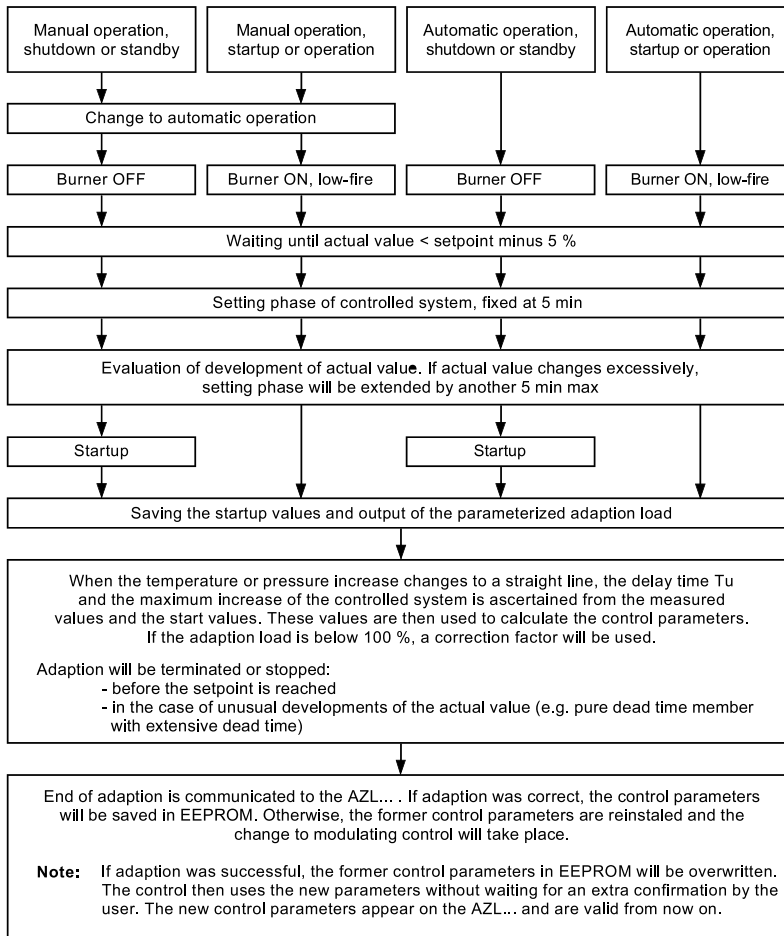 Manual operation,
shutdown or standby
Manual operation,
startup or operation
Automatic operation,
shutdown or standby
Automatic operation,
startup or operation
Change to automatic operation
Burner OFF
Burner ON, low-fire
Burner OFF
Burner ON, low-fire
Waiting until actual value < setpoint minus 5 %
Setting phase of controlled system, fixed at 5 min
Evaluation of development of actual value. If actual value changes excessively,
setting phase will be extended by another 5 min max
Startup
Startup
Saving the startup values and output of the parameterized adaption load
When the temperature or pressure increase changes to a straight line, the delay time Tu
and the maximum increase of the controlled system is ascertained from the measured
values and the start values. These values are then used to calculate the control parameters.
If the adaption load is below 100 %, a correction factor will be used.
Adaption will be terminated or stopped:
- before the setpoint is reached
- in the case of unusual developments of the actual value (e.g. pure dead time member
with extensive dead time)
End of adaption is communicated to the AZL... . If adaption was correct, the control parameters
will be saved in EEPROM. Otherwise, the former control parameters are reinstaled and the
change to modulating control will take place.
Note: If adaption was successful, the former control parameters in EEPROM will be overwritten.
The control then uses the new parameters without waiting for an extra confirmation by the
user. The new control parameters appear on the AZL... and are valid from now on.